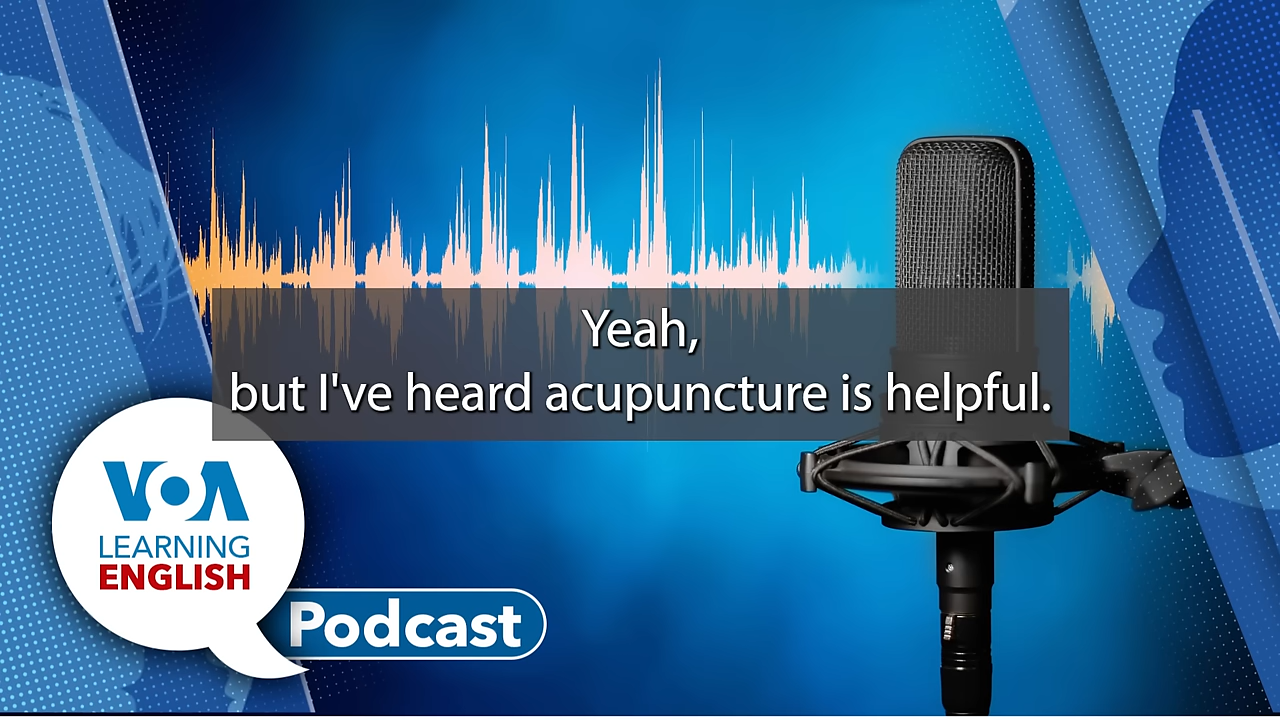 Yeah,
but I've heard acupuncture is helpful.
VOA
LEARNING
ENGLISH
Podcast